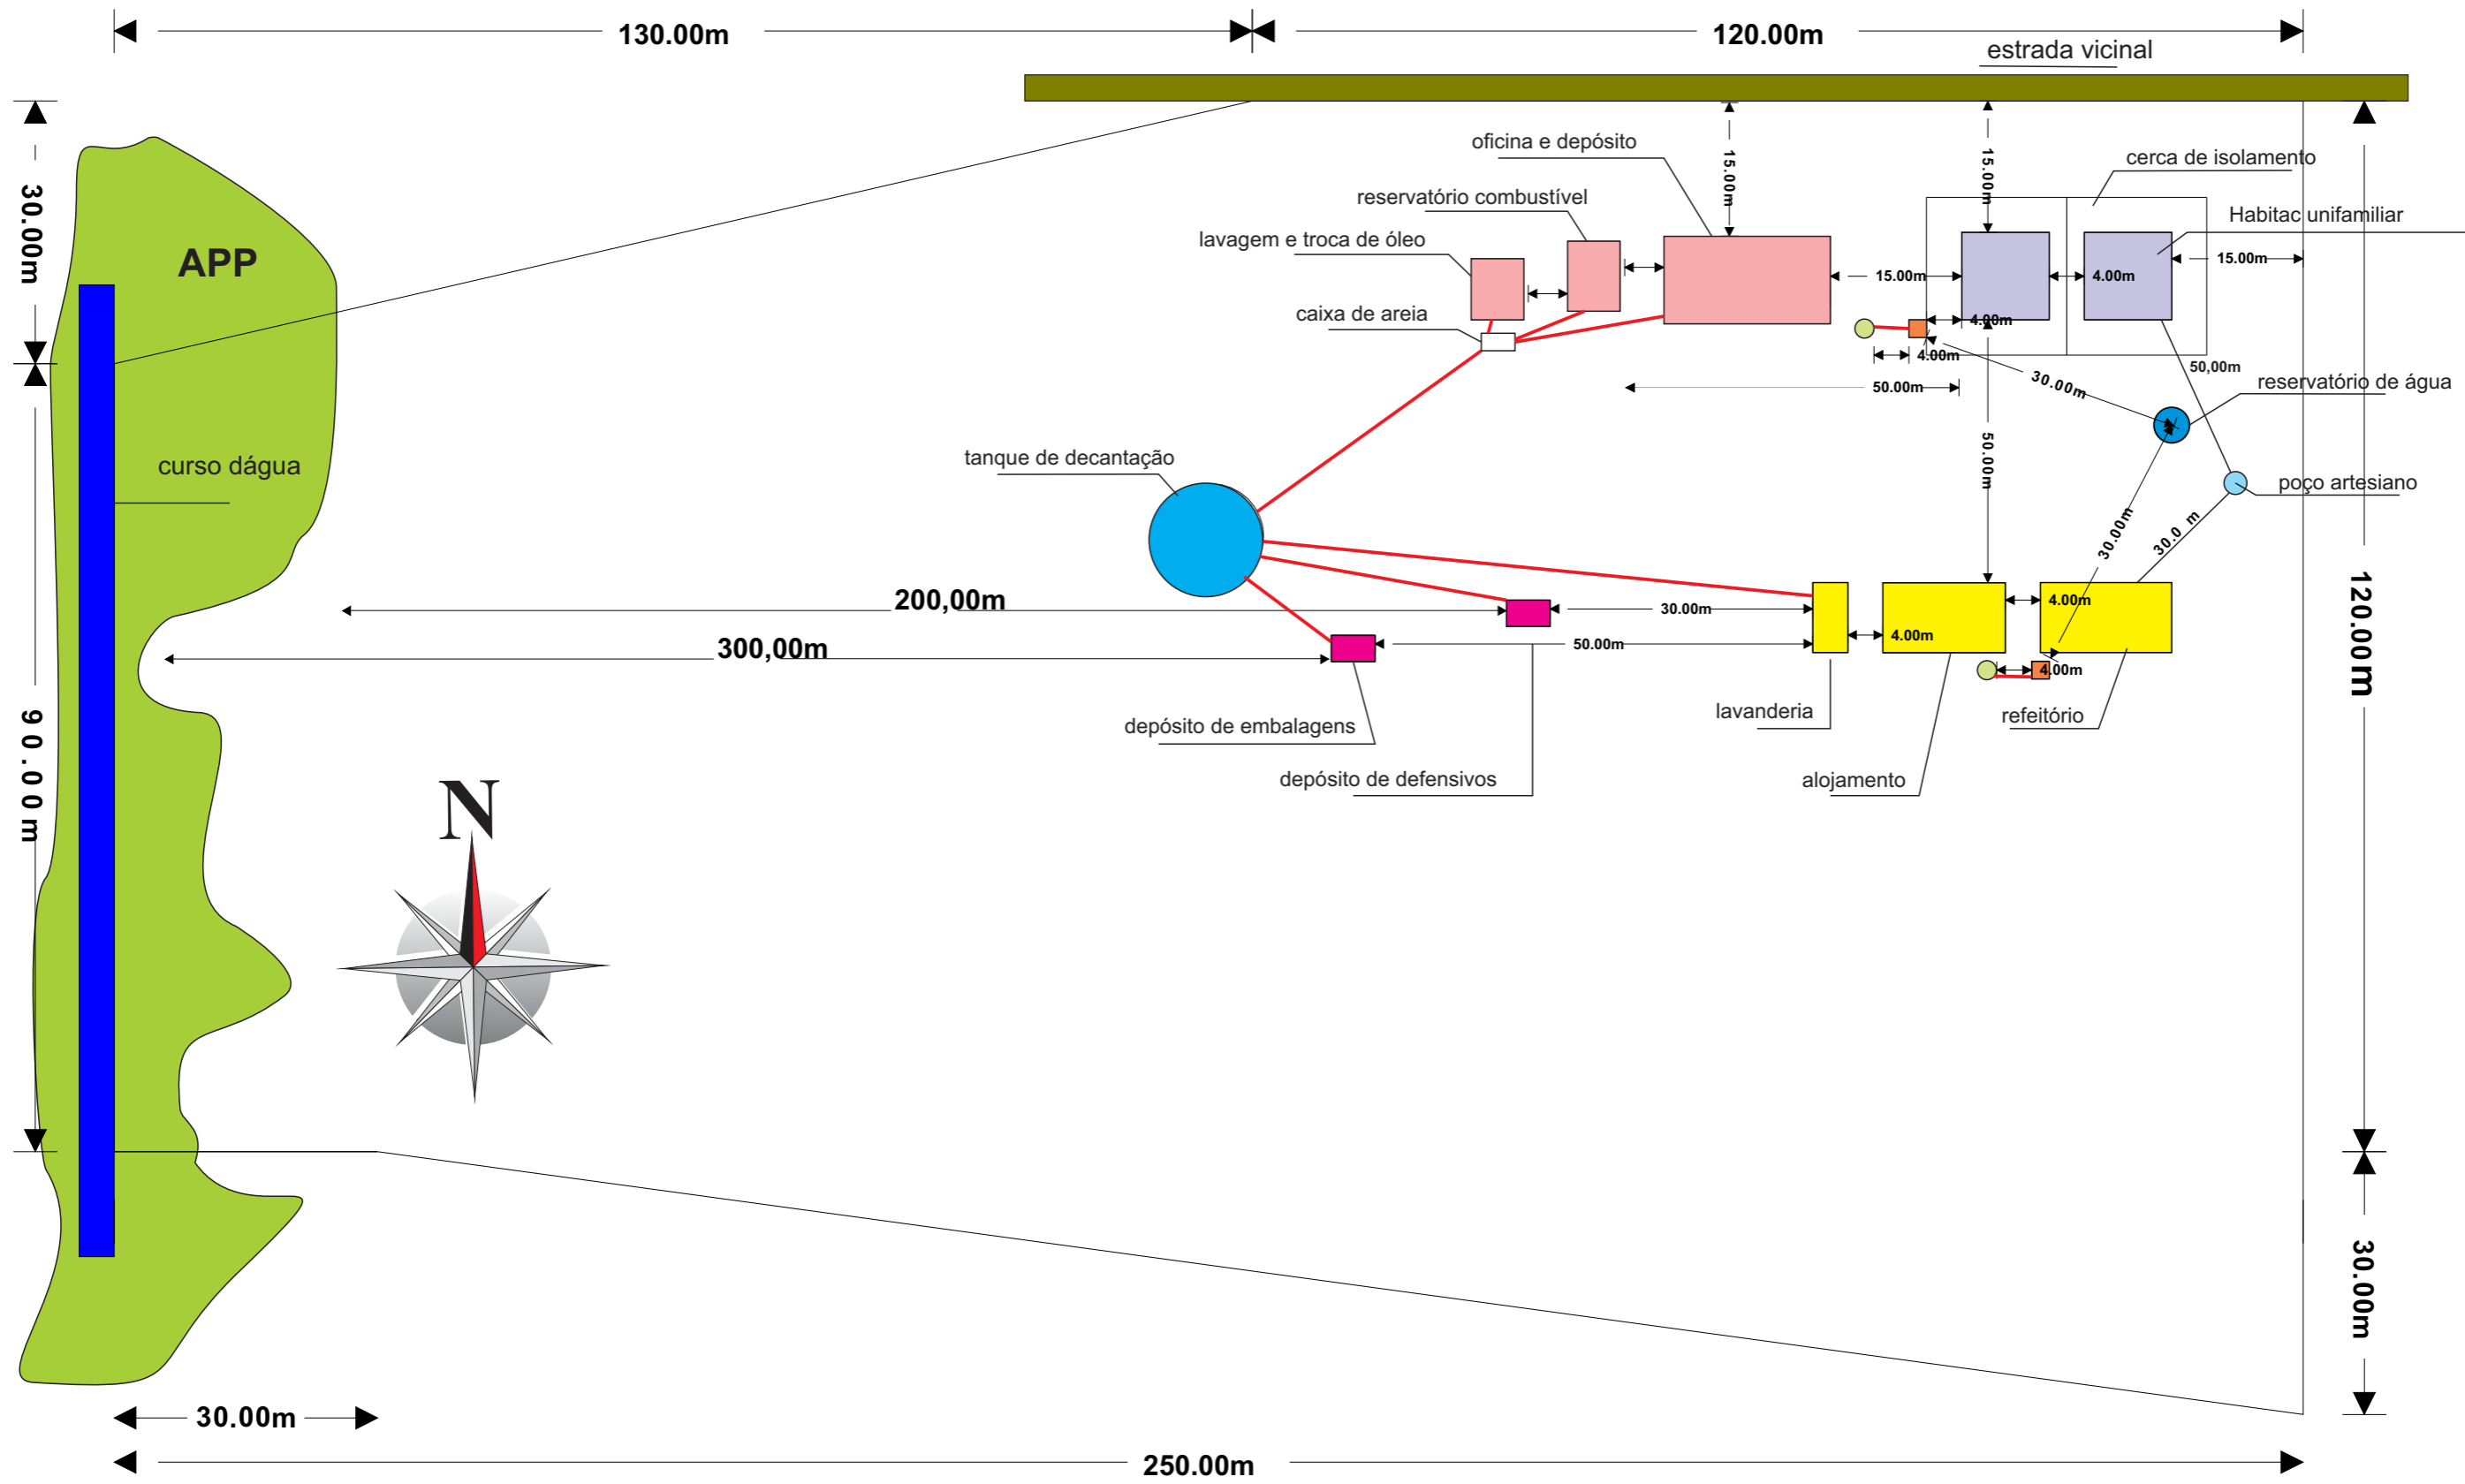 130.00m
120.00m
estrada vicinal
oficina e depósito
15.00m
15.00m
cerca de isolamento
30.00m
reservatório combustível
Habitac unifamiliar
lavagem e troca de óleo
APP
15.00m
4.00m
15.00m
caixa de areia
4.00m
4.00m
50,00m
50.00m
30.00m
reservatório de água
curso dágua
tanque de decantação
50.00m
poço artesiano
30.00m
30.0 m
200,00m
30.00m
4.00m
120.00m
300,00m
50.00m
4.00m
4.00m
90.00m
depósito de embalagens
lavanderia
refeitório
depósito de defensivos
alojamento
N
30.00m
30.00m
250.00m